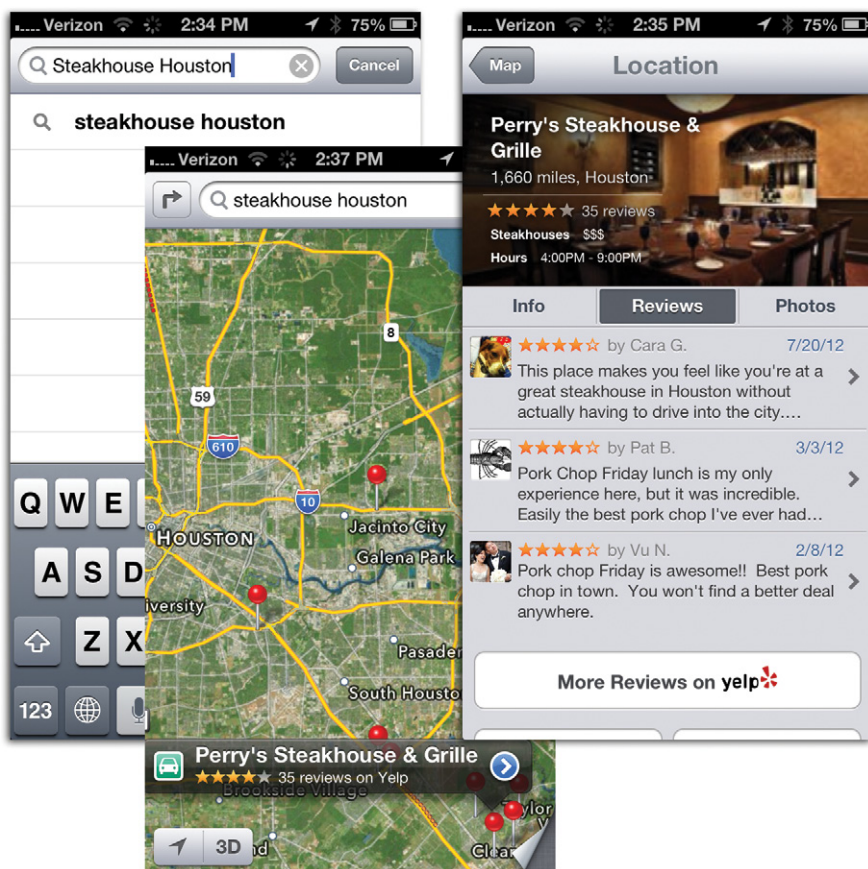 Verizon 2:34 PM 75%
Steakhouse Houston Cancel
steakhouse houston
Q W E
A S D
Z X
123
Verizon 2:37 PM
steakhouse houston
8
59
610
10
HOUSTON
Jacinto City
Galena Park
iversity
Pasader
South Housto
Perry's Steakhouse & Grille
35 reviews on Yelp
Brookside Village
Taylor
V
Clear
nd
3D
Verizon 2:35 PM 75%
Map Location
Perry's Steakhouse &
Grille
1,660 miles, Houston
35 reviews
Steakhouses $$$
Hours 4:00PM - 9:00PM
Info Reviews Photos
by Cara G. 7/20/12
This place makes you feel like you're at a
great steakhouse in Houston without
actually having to drive into the city....
by Pat B. 3/3/12
Pork Chop Friday lunch is my only
experience here, but it was incredible.
Easily the best pork chop I've ever had...
by Vu N. 2/8/12
Pork chop Friday is awesome!! Best pork
chop in town. You won't find a better deal
anywhere.
More Reviews on yelp